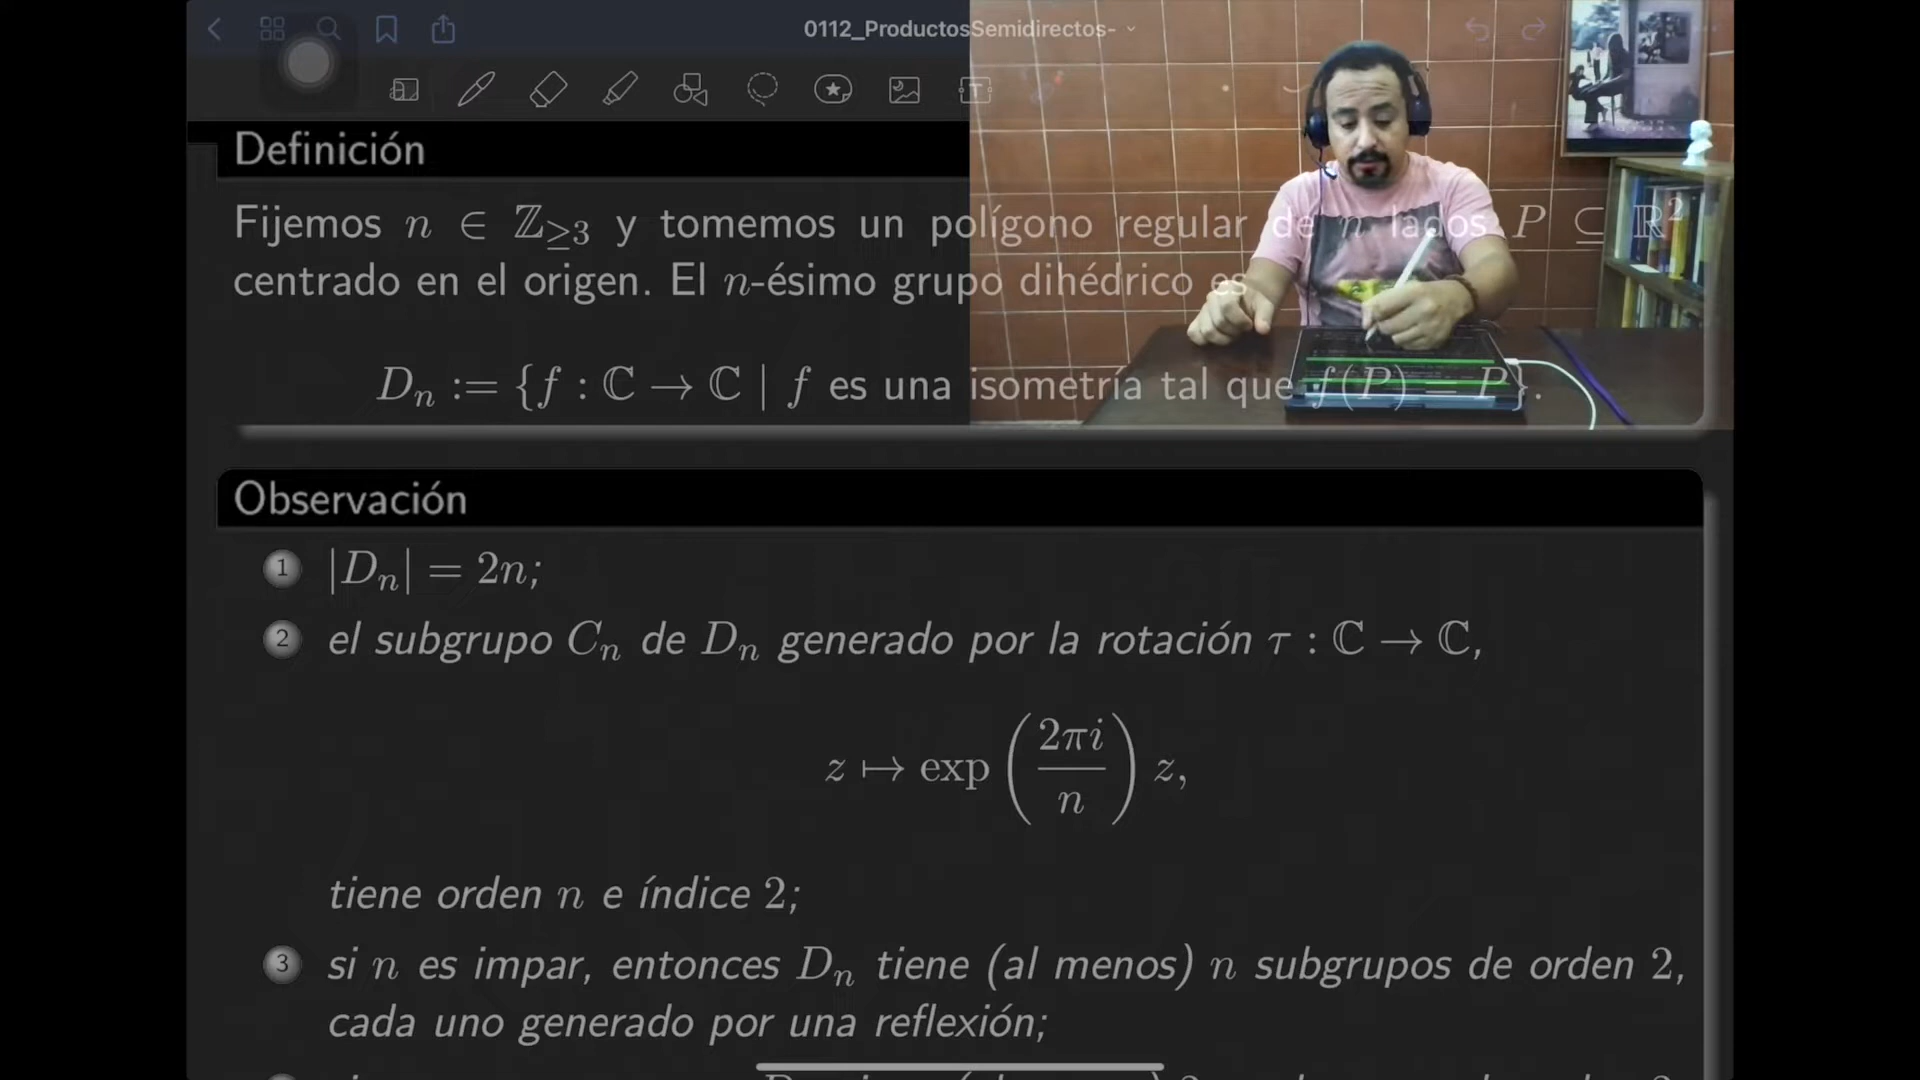 0112_ProductosSemidirectos-
Definición
Fijemos n ∈ ℤ≥3 y tomemos un polígono regular de n lados P ⊆ ℝ²
centrado en el origen. El n-ésimo grupo dihédrico es
Dₙ := {f : ℂ → ℂ | f es una isometría tal que f(P) = P}.
Observación
1 |Dₙ| = 2n;
2 el subgrupo Cₙ de Dₙ generado por la rotación τ : ℂ → ℂ,
z ↦ exp (2πi/n) z,
tiene orden n e índice 2;
3 si n es impar, entonces Dₙ tiene (al menos) n subgrupos de orden 2,
cada uno generado por una reflexión;